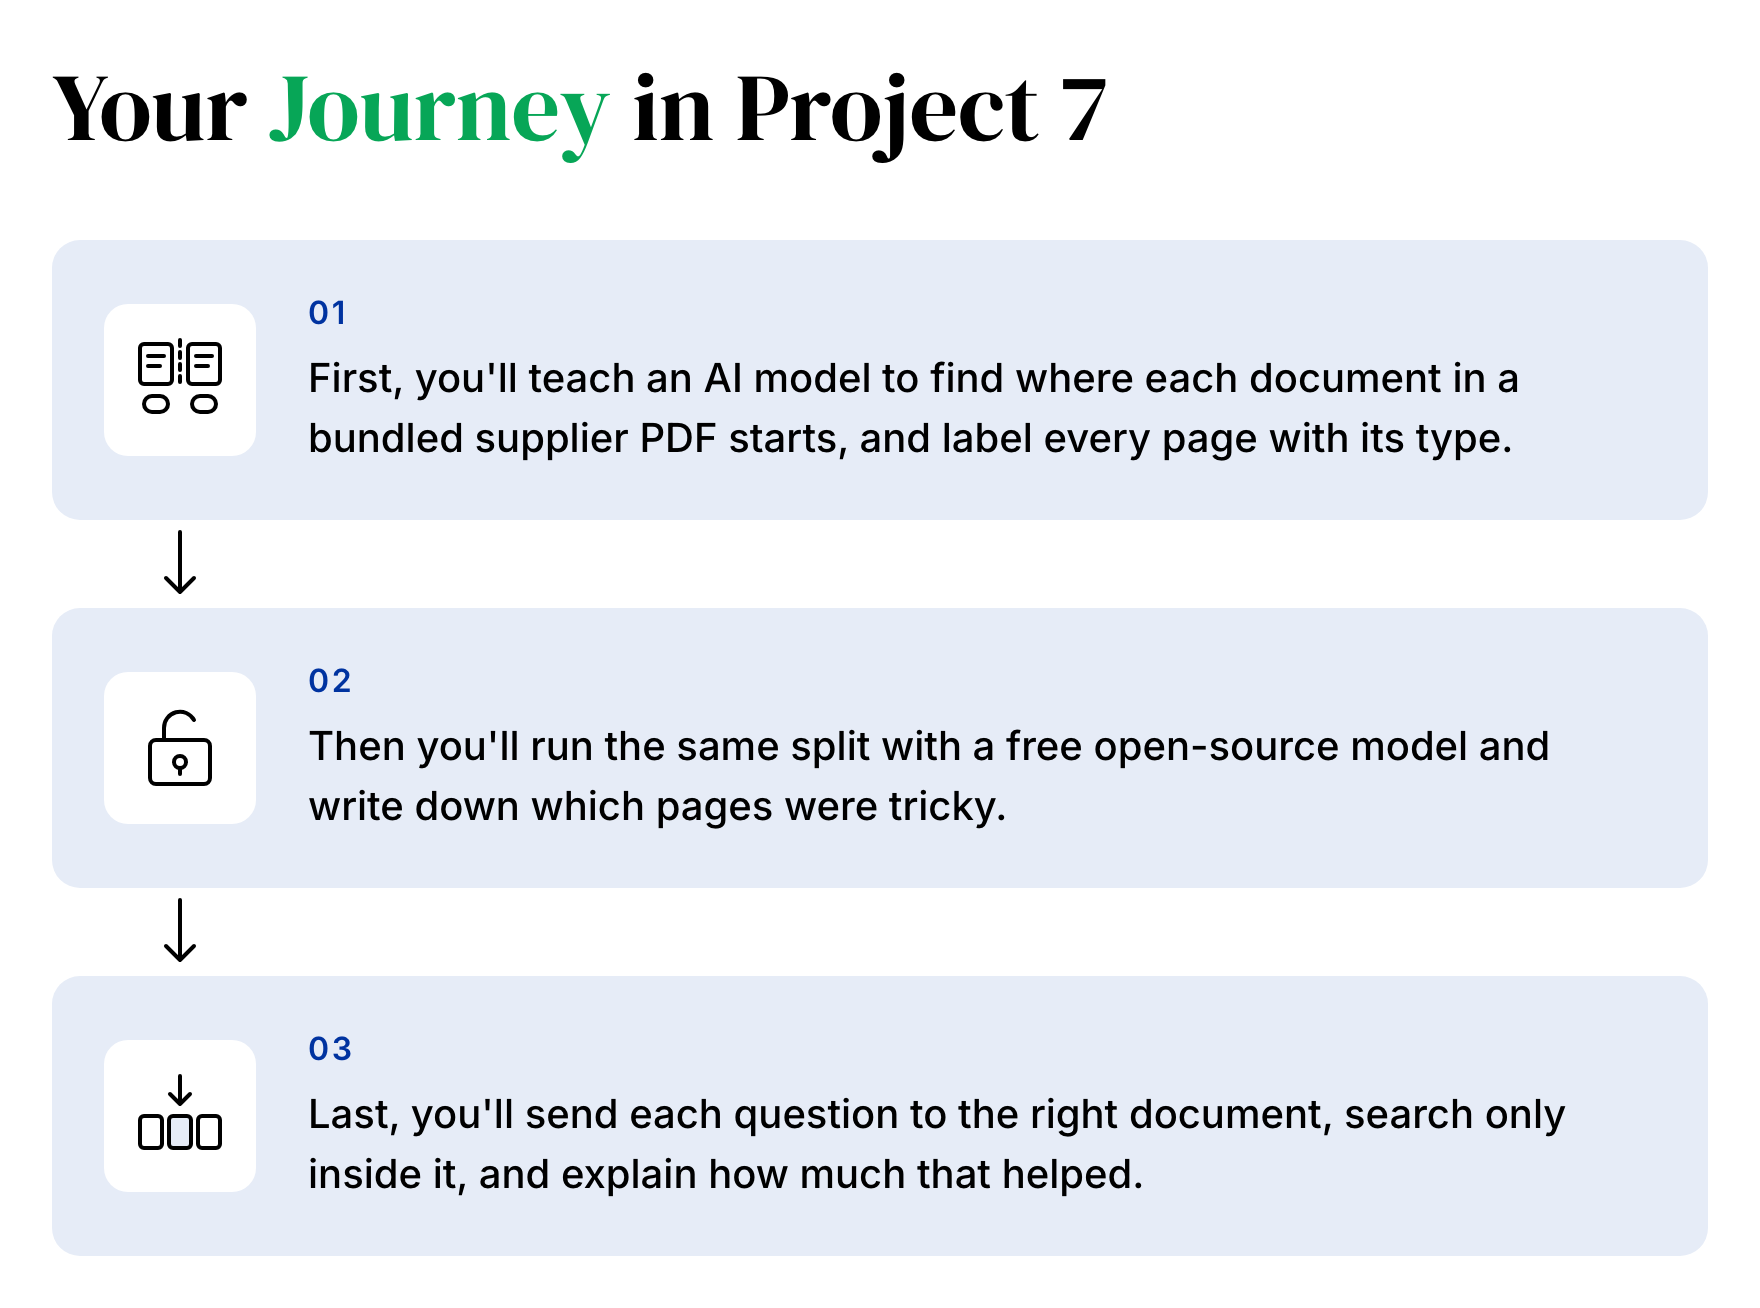 Your Journey in Project 7
01
First, you'll teach an AI model to find where each document in a
bundled supplier PDF starts, and label every page with its type.
02
Then you'll run the same split with a free open-source model and
write down which pages were tricky.
03
Last, you'll send each question to the right document, search only
inside it, and explain how much that helped.